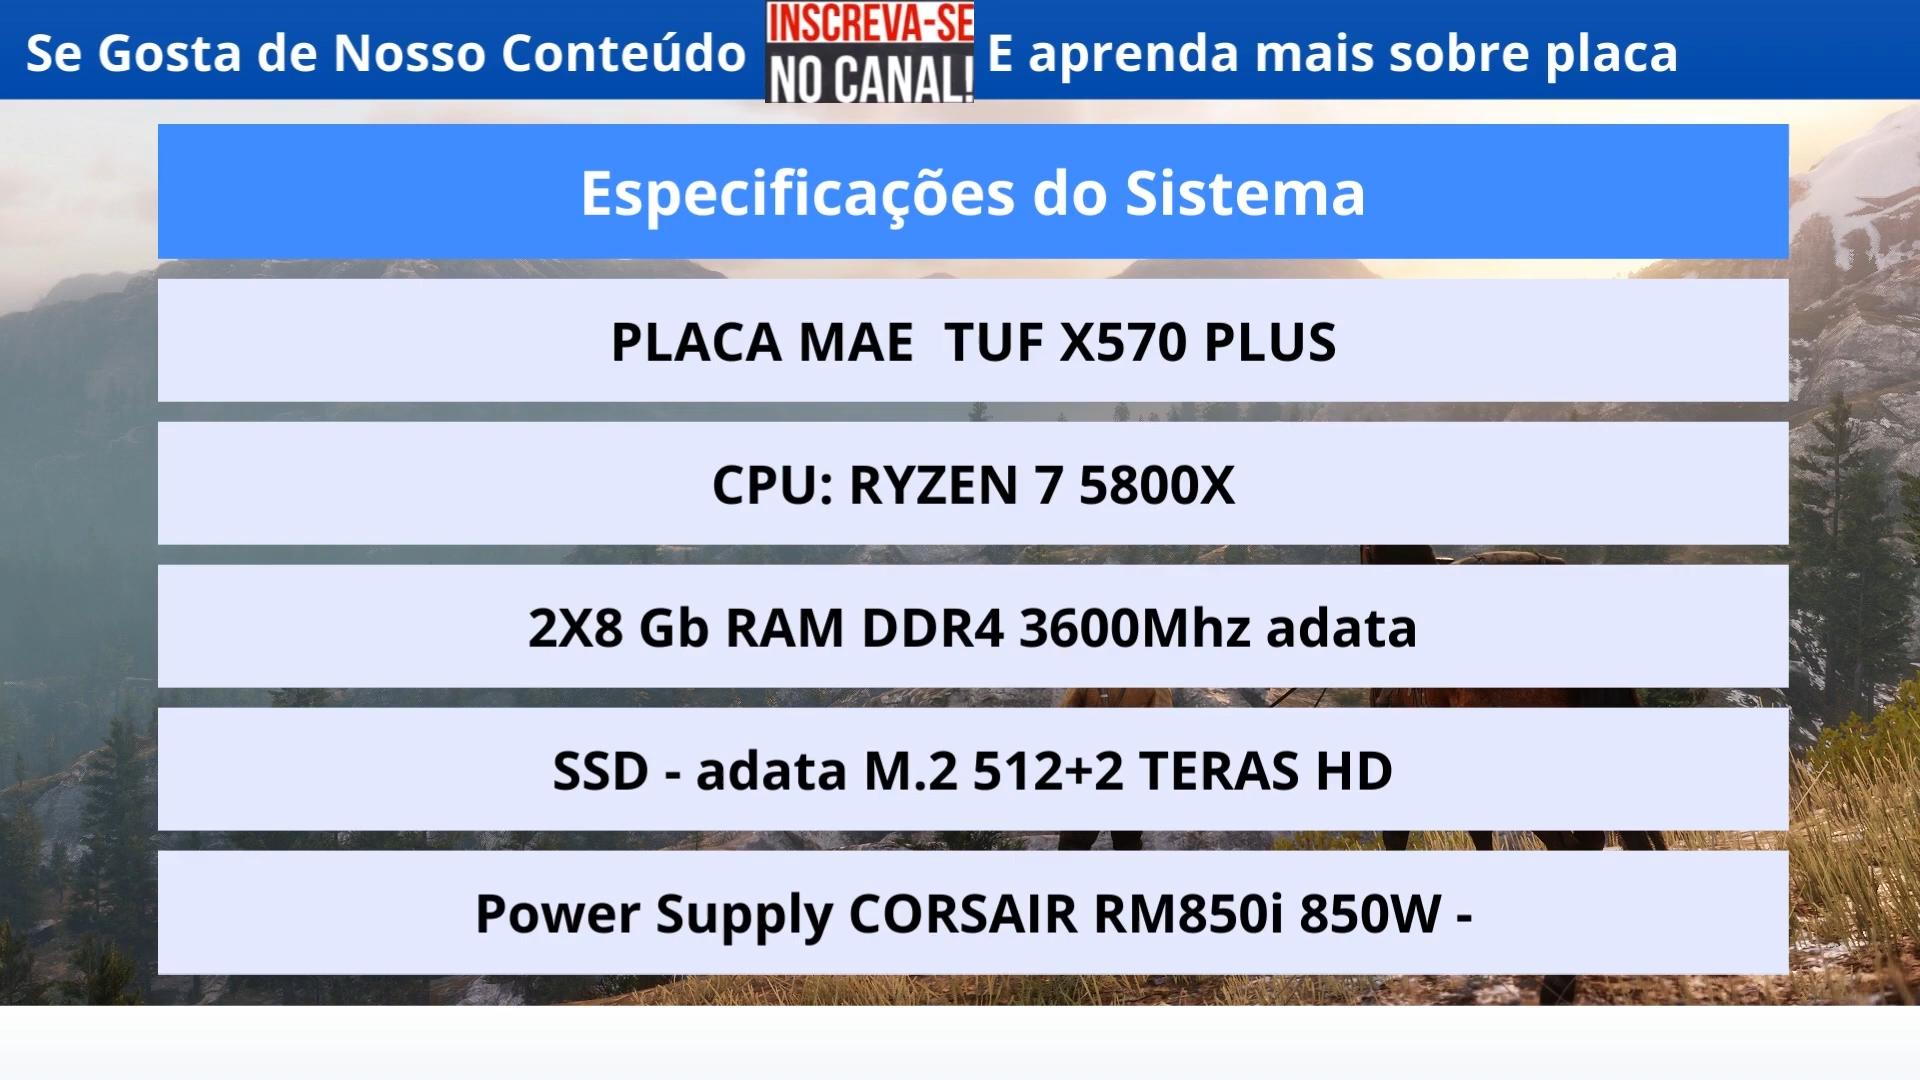 Se Gosta de Nosso Conteúdo INSCREVA-SE NO CANAL! E aprenda mais sobre placa
Especificações do Sistema
PLACA MAE  TUF X570 PLUS
CPU: RYZEN 7 5800X
2X8 Gb RAM DDR4 3600Mhz adata
SSD - adata M.2 512+2 TERAS HD
Power Supply CORSAIR RM850i 850W -